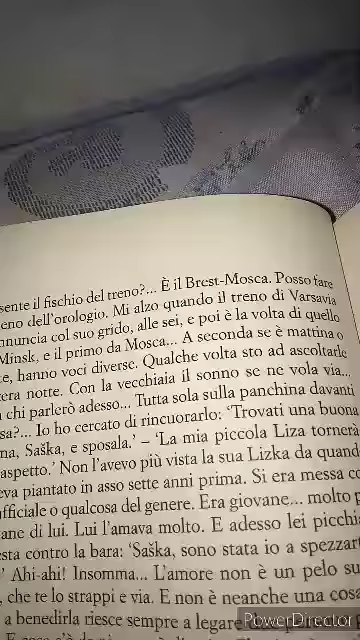 sente il fischio del treno?... È il Brest-Mosca. Posso fare
eno dell'orologio. Mi alzo quando il treno di Varsavia
nnuncia col suo grido, alle sei, e poi è la volta di quello
Minsk, e il primo da Mosca... A seconda se è mattina o
te, hanno voci diverse. Qualche volta sto ad ascoltarle
era notte. Con la vecchiaia il sonno se ne vola via...
chi parlerò adesso... Tutta sola sulla panchina davanti
sa?... Io ho cercato di rincuorarlo: 'Trovati una buona
na, Saška, e sposala.' – 'La mia piccola Liza tornerà
aspetto.' Non l'avevo più vista la sua Lizka da quand
eva piantato in asso sette anni prima. Si era messa co
ufficiale o qualcosa del genere. Era giovane... molto p
ane di lui. Lui l'amava molto. E adesso lei picchia
esta contro la bara: 'Saška, sono stata io a spezzart
' Ahi-ahi! Insomma... L'amore non è un pelo su
, che te lo strappi e via. E non è neanche una cosa
a benedirla riesce sempre a legare
PowerDirector